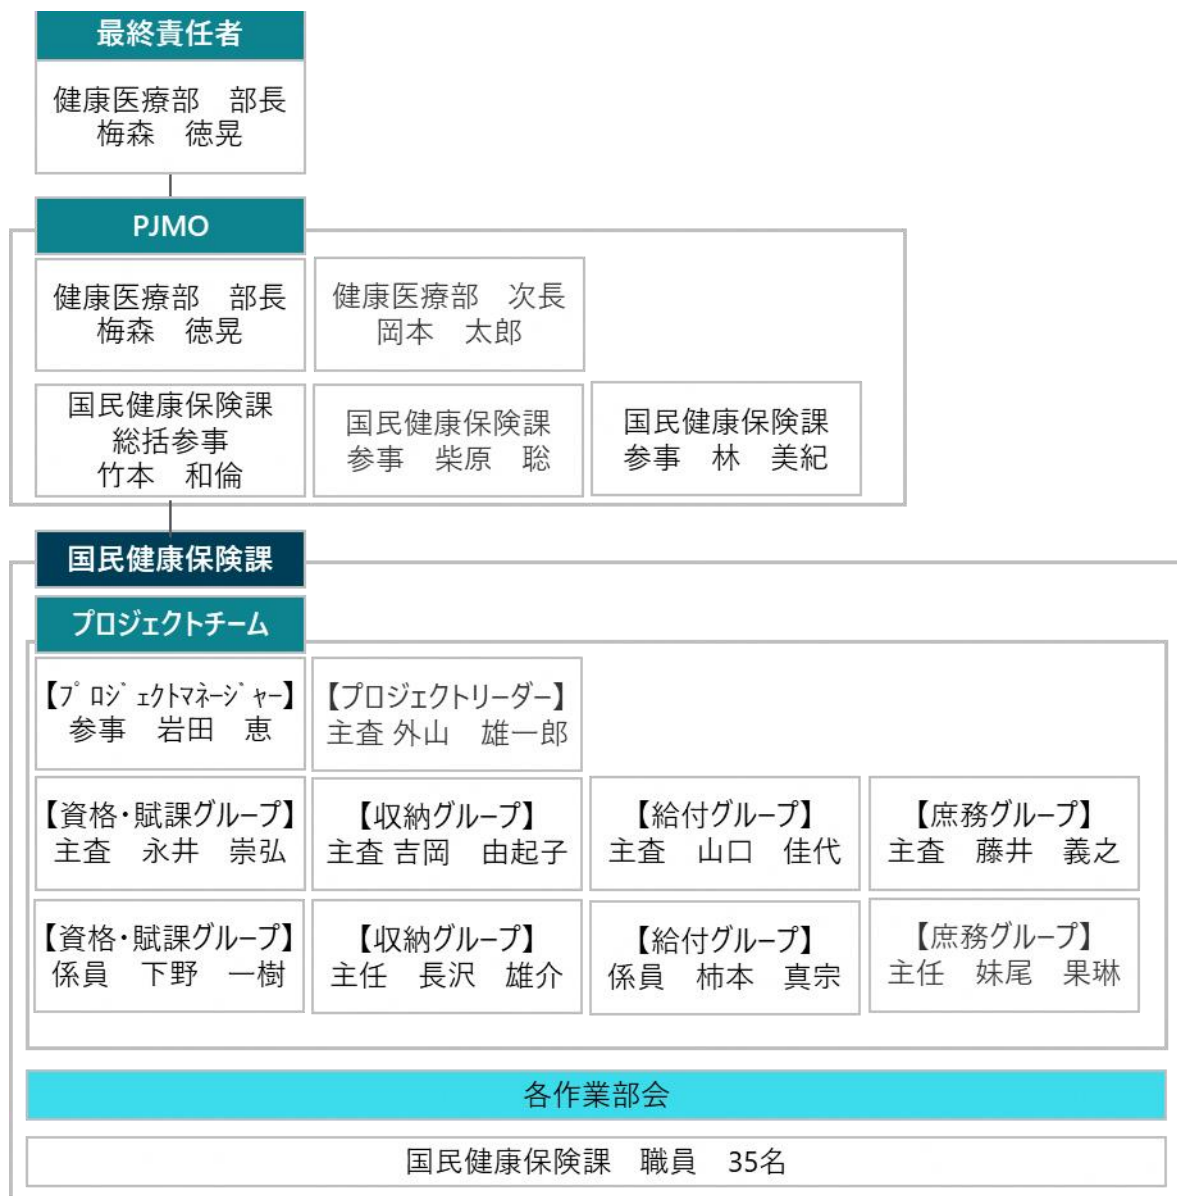 最終責任者
健康医療部　部長
梅森　徳晃
PJMO
健康医療部　部長
梅森　徳晃
健康医療部　次長
岡本　太郎
国民健康保険課
総括参事
竹本　和倫
国民健康保険課
参事　柴原　聡
国民健康保険課
参事　林　美紀
国民健康保険課
プロジェクトチーム
【ﾌﾟﾛｼﾞｪｸﾄﾏﾈｰｼﾞｬｰ】
参事　岩田　恵
【プロジェクトリーダー】
主査 外山　雄一郎
【資格・賦課グループ】
主査　永井　崇弘
【収納グループ】
主査 吉岡　由起子
【給付グループ】
主査　山口　佳代
【庶務グループ】
主査　藤井　義之
【資格・賦課グループ】
係員　下野　一樹
【収納グループ】
主任　長沢　雄介
【給付グループ】
係員　柿本　真宗
【庶務グループ】
主任　妹尾　果琳
各作業部会
国民健康保険課　職員　35名